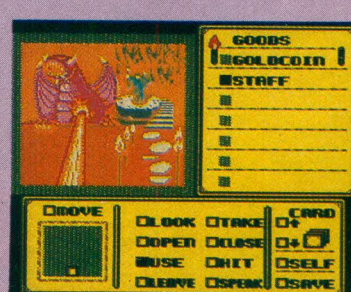 GOODS
GOLDCOIN
STAFF
MOVE
LOOK TAKE
OPEN CLOSE
USE HIT
LEAVE SPEAK
CARD
SELF
SAVE